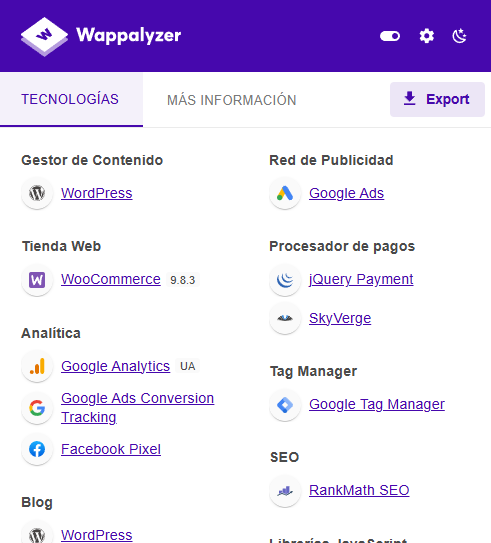 Wappalyzer
TECNOLOGÍAS
MÁS INFORMACIÓN
Export
Gestor de Contenido
WordPress
Tienda Web
WooCommerce 9.8.3
Analítica
Google Analytics UA
Google Ads Conversion
Tracking
Facebook Pixel
Blog
WordPress
Red de Publicidad
Google Ads
Procesador de pagos
jQuery Payment
SkyVerge
Tag Manager
Google Tag Manager
SEO
RankMath SEO
Librerías JavaScript